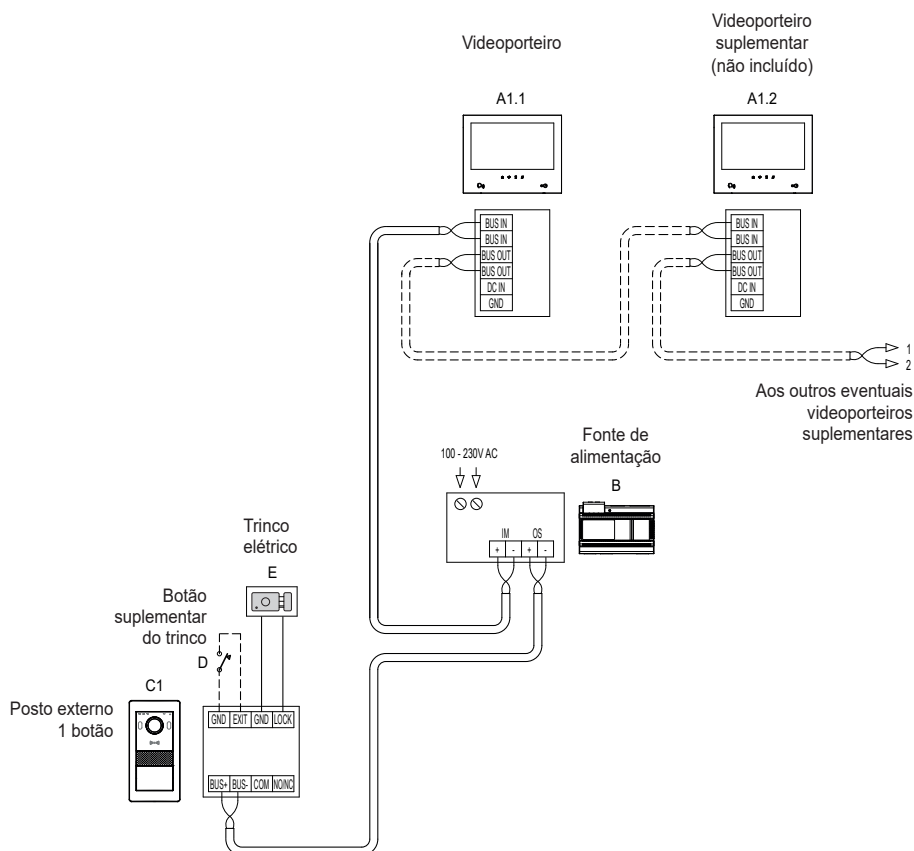 Videoporteiro
Videoporteiro
suplementar
(não incluído)
A1.1
A1.2
BUS IN
BUS IN
BUS OUT
BUS OUT
DC IN
GND
BUS IN
BUS IN
BUS OUT
BUS OUT
DC IN
GND
1
2
Aos outros eventuais
videoporteiros
suplementares
Fonte de
alimentação
B
100 - 230V AC
IM OS
+ - + -
Trinco
elétrico
E
Botão
suplementar
do trinco
D
C1
Posto externo
1 botão
GND EXIT GND LOCK
BUS+ BUS- COM NO/NC